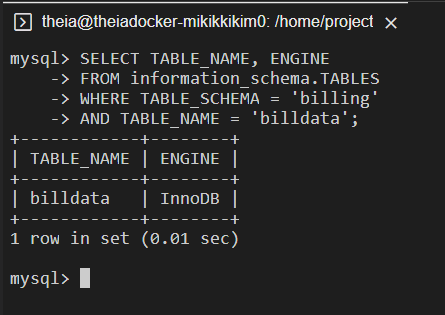 theia@theiadocker-mikikkikim0: /home/project
mysql> SELECT TABLE_NAME, ENGINE
    -> FROM information_schema.TABLES
    -> WHERE TABLE_SCHEMA = 'billing'
    -> AND TABLE_NAME = 'billdata';
+------------+--------+
| TABLE_NAME | ENGINE |
+------------+--------+
| billdata   | InnoDB |
+------------+--------+
1 row in set (0.01 sec)
mysql>